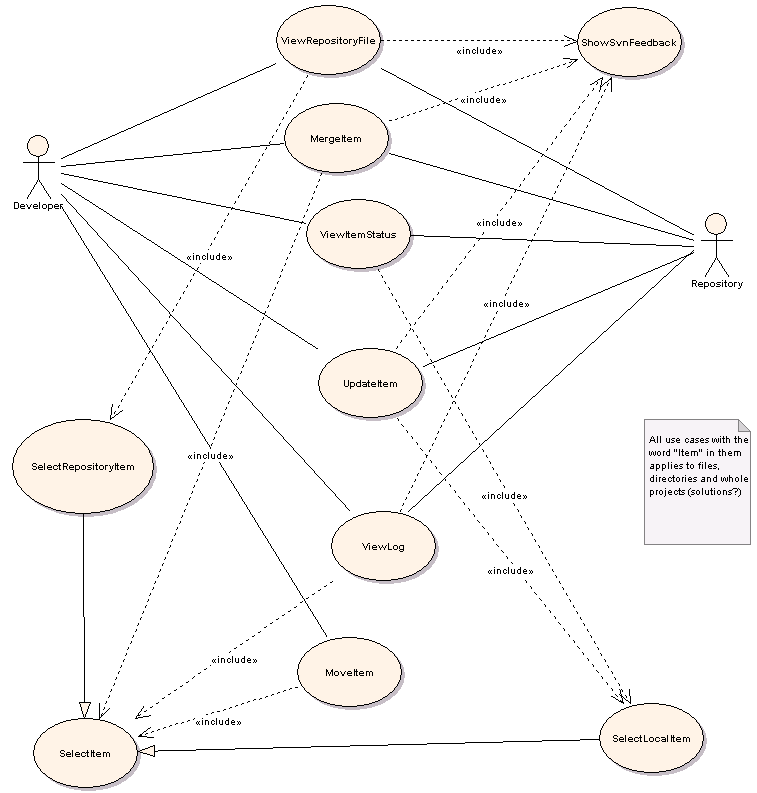 ViewRepositoryFile
ShowSvnFeedback
«include»
«include»
MergeItem
Developer
«include»
ViewItemStatus
«include»
Repository
«include»
UpdateItem
All use cases with the
word "Item" in them
applies to files,
directories and whole
projects (solutions?)
SelectRepositoryItem
«include»
«include»
ViewLog
«include»
«include»
MoveItem
«include»
SelectItem
SelectLocalItem